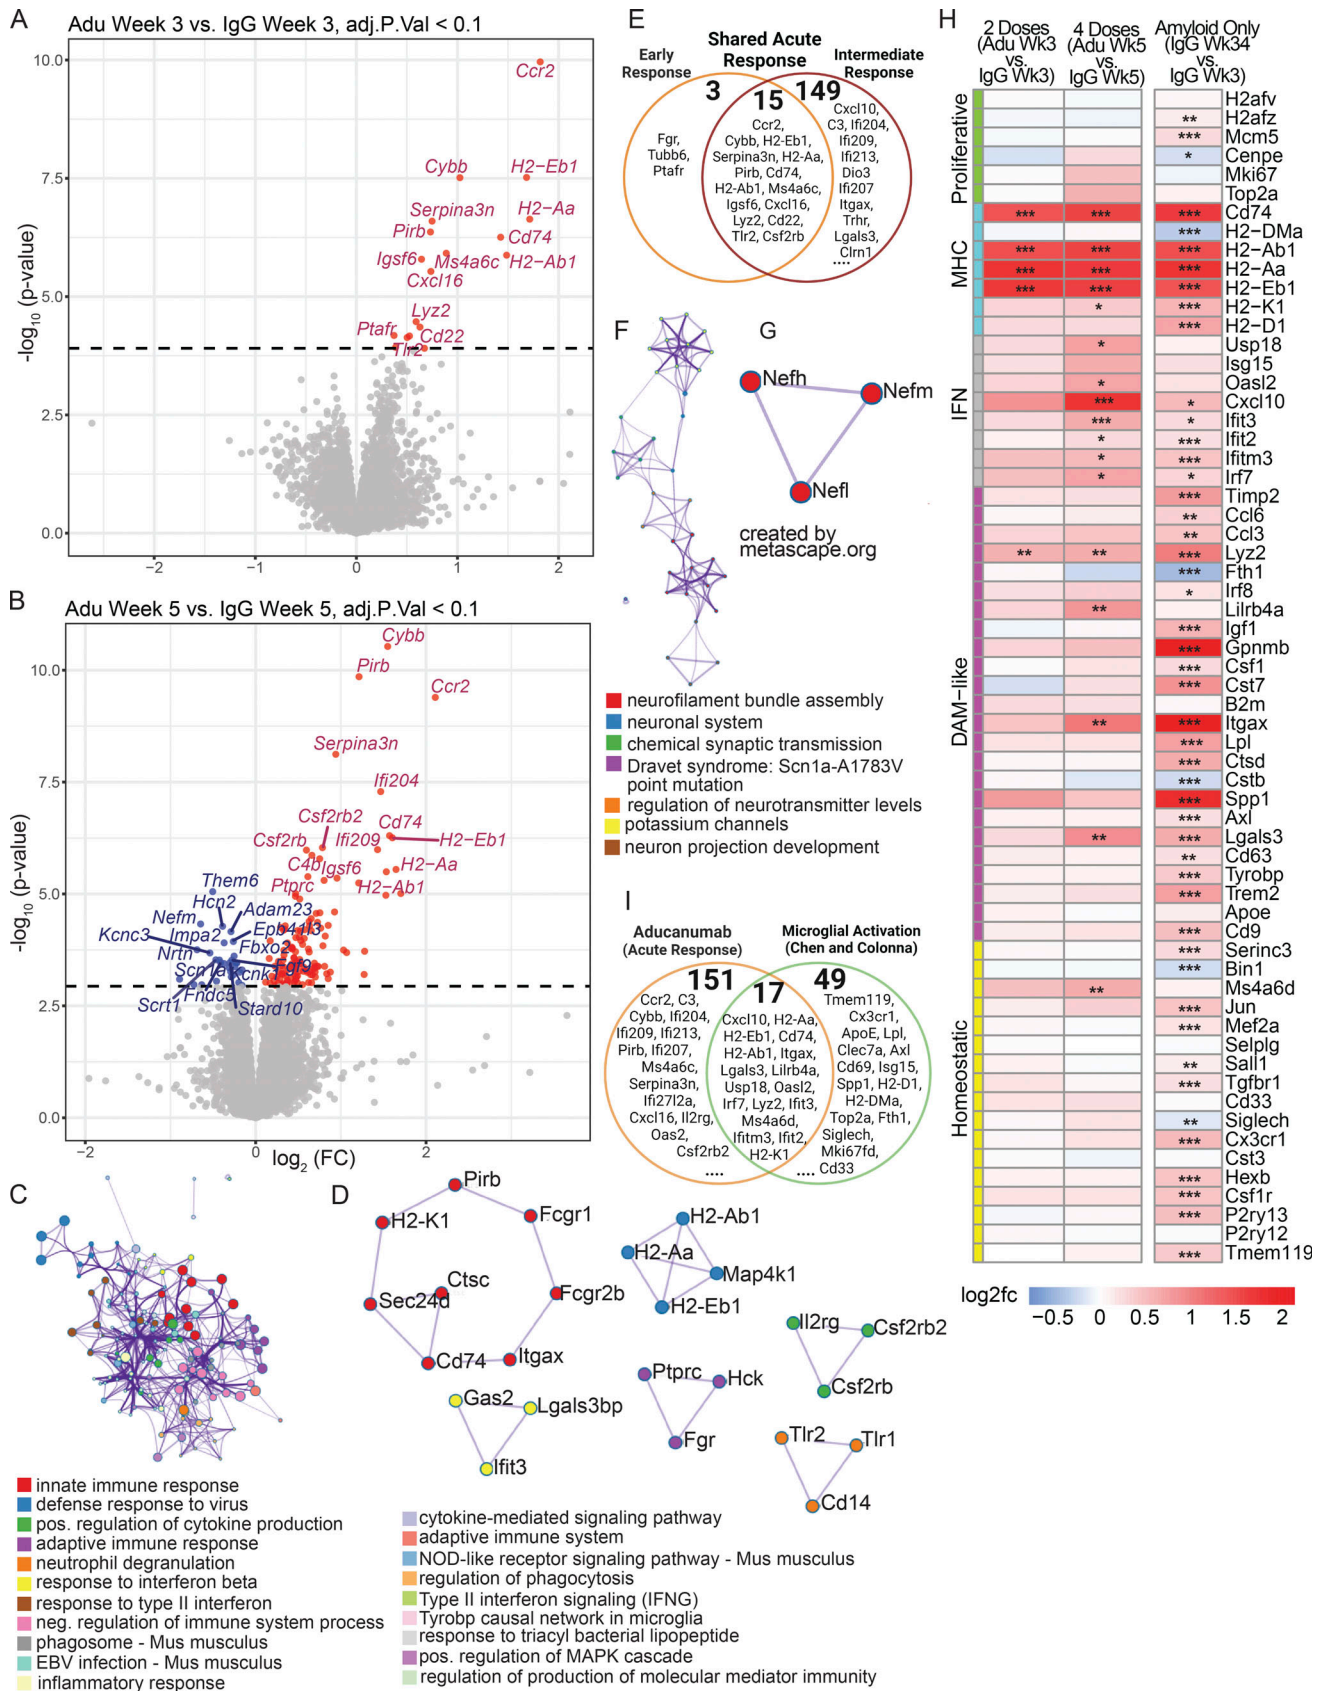 A
Adu Week 3 vs. IgG Week 3, adj.P.Val < 0.1
-log10 (p-value)
10.0
7.5
5.0
2.5
0.0
−2
−1
0
1
2
Ccr2
Cybb
H2−Eb1
Serpina3n
H2−Aa
Pirb
Cd74
Igsf6
Ms4a6c
H2−Ab1
Cxcl16
Lyz2
Ptafr
Cd22
Tlr2
B
Adu Week 5 vs. IgG Week 5, adj.P.Val < 0.1
-log10 (p-value)
10.0
7.5
5.0
2.5
0.0
−2
0
2
log2 (FC)
Cybb
Pirb
Ccr2
Serpina3n
Ifi204
Csf2rb2
Cd74
Csf2rb
Ifi209
H2−Eb1
C4b
Igsf6
H2−Aa
Ptprc
H2−Ab1
Them6
Hcn2
Nefm
Adam23
Kcnc3
Impa2
Epb41l3
Nrtn
Fbxo2
Scn1a
Fgf9
Kcnk1
Scrt1
Fndc5
Stard10
C
innate immune response
defense response to virus
pos. regulation of cytokine production
adaptive immune response
neutrophil degranulation
response to interferon beta
response to type II interferon
neg. regulation of immune system process
phagosome - Mus musculus
EBV infection - Mus musculus
inflammatory response
cytokine-mediated signaling pathway
adaptive immune system
NOD-like receptor signaling pathway - Mus musculus
regulation of phagocytosis
Type II interferon signaling (IFNG)
Tyrobp causal network in microglia
response to triacyl bacterial lipopeptide
pos. regulation of MAPK cascade
regulation of production of molecular mediator immunity
D
Pirb
H2-K1
Fcgr1
Ctsc
Sec24d
Fcgr2b
Cd74
Itgax
H2-Ab1
H2-Aa
Map4k1
H2-Eb1
Il2rg
Csf2rb2
Csf2rb
Ptprc
Hck
Fgr
Gas2
Lgals3bp
Ifit3
Tlr2
Tlr1
Cd14
E
Early
Response
Shared Acute
Response
Intermediate
Response
3
15
149
Fgr,
Tubb6,
Ptafr
Ccr2,
Cybb, H2-Eb1,
Serpina3n, H2-Aa,
Pirb, Cd74,
H2-Ab1, Ms4a6c,
Igsf6, Cxcl16,
Lyz2, Cd22,
Tlr2, Csf2rb
Cxcl10,
C3, Ifi204,
Ifi209,
Ifi213,
Dio3
Ifi207
Itgax,
Trhr,
Lgals3,
Clrn1
....
F
G
Nefh
Nefm
Nefl
created by
metascape.org
neurofilament bundle assembly
neuronal system
chemical synaptic transmission
Dravet syndrome: Scn1a-A1783V
point mutation
regulation of neurotransmitter levels
potassium channels
neuron projection development
I
Aducanumab
(Acute Response)
Microglial Activation
(Chen and Colonna)
151
17
49
Ccr2, C3,
Cybb, Ifi204,
Ifi209, Ifi213,
Pirb, Ifi207,
Ms4a6c,
Serpina3n,
Ifi27l2a,
Cxcl16, Il2rg,
Oas2,
Csf2rb2
....
Cxcl10, H2-Aa,
H2-Eb1, Cd74,
H2-Ab1, Itgax,
Lgals3, Lilrb4a,
Usp18, Oasl2,
Irf7, Lyz2, Ifit3,
Ms4a6d,
Ifitm3, Ifit2,
H2-K1
Tmem119,
Cx3cr1,
ApoE, Lpl,
Clec7a, Axl
Cd69, Isg15,
Spp1, H2-D1,
H2-DMa,
Top2a, Fth1,
Siglech,
Mki67fd,
.... Cd33
H
2 Doses
(Adu Wk3
vs.
IgG Wk3)
4 Doses
(Adu Wk5
vs.
IgG Wk5)
Amyloid Only
(IgG Wk34
vs.
IgG Wk3)
Proliferative
MHC
IFN
DAM−like
Homeostatic
H2afv
** H2afz
*** Mcm5
* Cenpe
Mki67
Top2a
*** *** *** Cd74
*** H2−DMa
*** *** *** H2−Ab1
*** *** *** H2−Aa
*** *** *** H2−Eb1
* *** H2−K1
*** H2−D1
* Usp18
Isg15
* Oasl2
*** * Cxcl10
*** * Ifit3
* *** Ifit2
* *** Ifitm3
* * Irf7
*** Timp2
** Ccl6
** Ccl3
** ** *** Lyz2
*** Fth1
* Irf8
** Lilrb4a
*** Igf1
*** Gpnmb
*** Csf1
*** Cst7
B2m
** *** Itgax
*** Lpl
*** Ctsd
*** Cstb
*** Spp1
*** Axl
** *** Lgals3
** Cd63
*** Tyrobp
*** Trem2
Apoe
*** Cd9
*** Serinc3
*** Bin1
** Ms4a6d
*** Jun
*** Mef2a
Selplg
** Sall1
*** Tgfbr1
Cd33
** Siglech
*** Cx3cr1
Cst3
*** Hexb
*** Csf1r
*** P2ry13
P2ry12
*** Tmem119
log2fc
−0.5 0 0.5 1 1.5 2